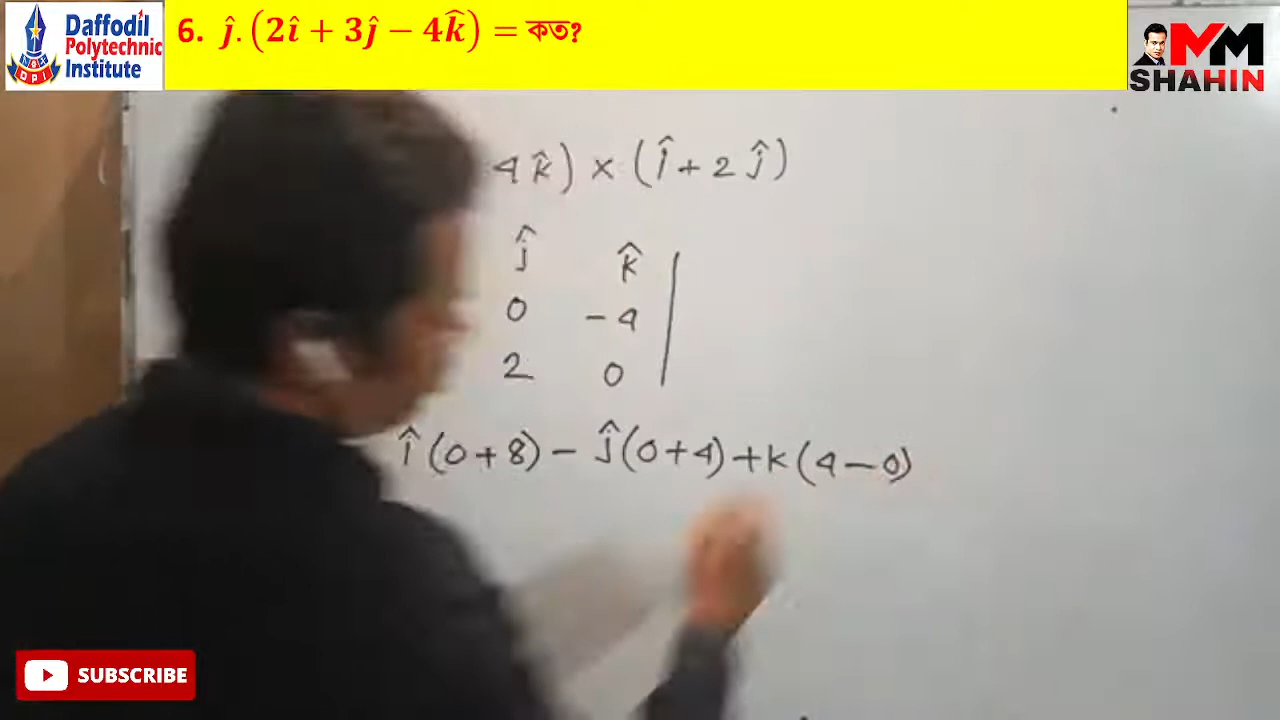 Daffodil
Polytechnic
Institute
DPI
6. ĵ.(2î + 3ĵ − 4k̂) = কত?
MM
SHAHIN
4k̂) × (î + 2ĵ)
ĵ k̂
0 -4
2 0
î(0+8) − ĵ(0+4) + k(4−0)
SUBSCRIBE